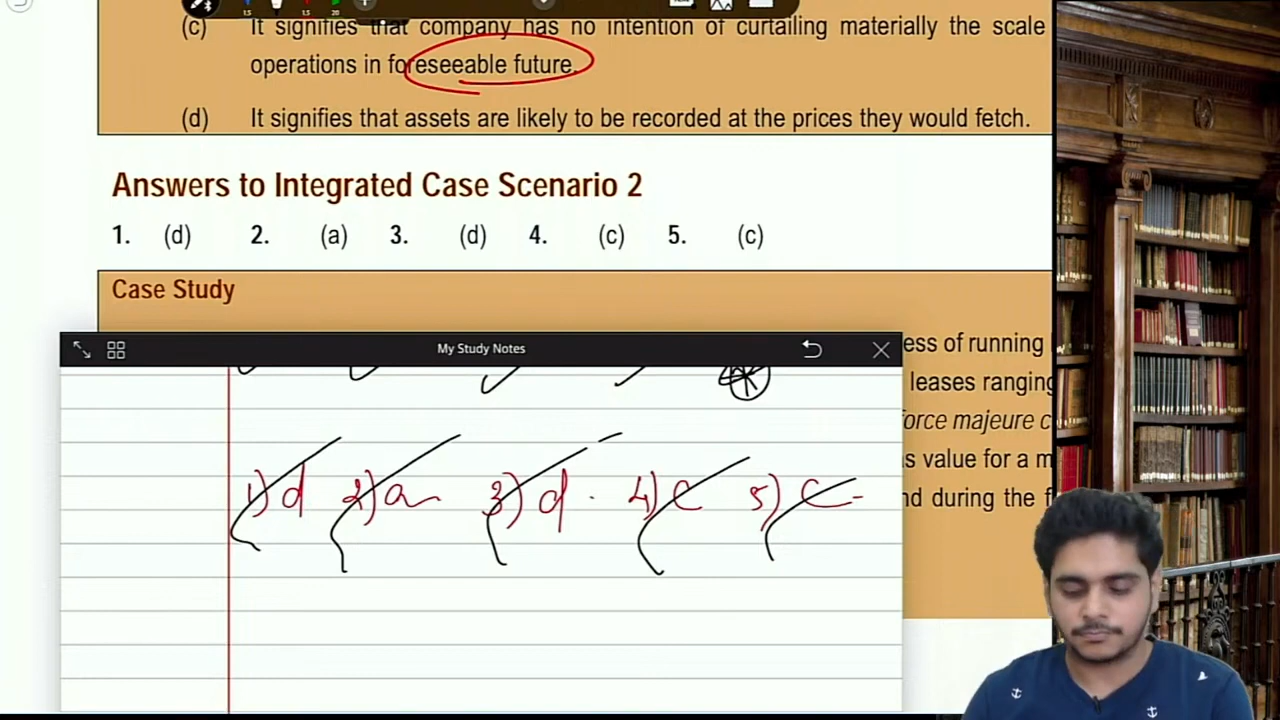 (c) It signifies that company has no intention of curtailing materially the scale
operations in foreseeable future.
(d) It signifies that assets are likely to be recorded at the prices they would fetch.
Answers to Integrated Case Scenario 2
1. (d) 2. (a) 3. (d) 4. (c) 5. (c)
Case Study
ess of running
leases ranging
force majeure c
s value for a m
nd during the f
My Study Notes
1) d 2) a 3) d 4) c 5) c